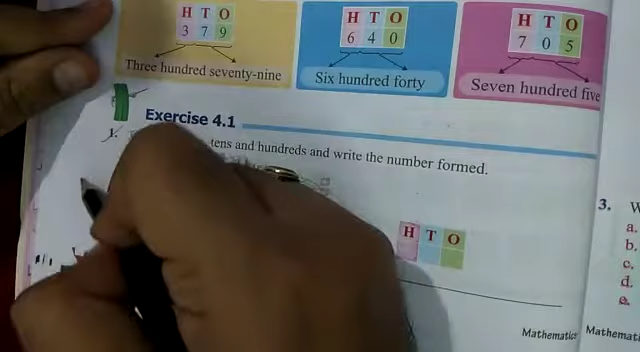 H T O
3 7 9
Three hundred seventy-nine
H T O
6 4 0
Six hundred forty
H T O
7 0 5
Seven hundred five
Exercise 4.1
1.
tens and hundreds and write the number formed.
H T O
Mathematics
3.
a.
b.
c.
d.
e.